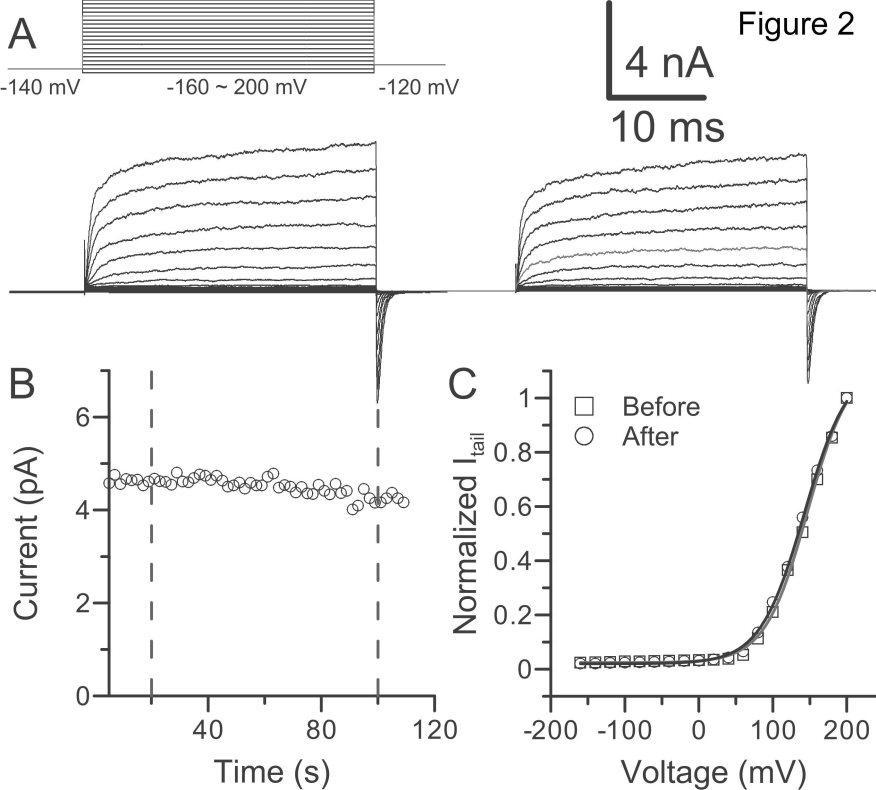 A
Figure 2
-140 mV
-160 ~ 200 mV
-120 mV
4 nA
10 ms
B
Current (pA)
6
4
2
0
40
80
120
Time (s)
C
Before
After
Normalized Itail
1
0.8
0.6
0.4
0.2
0
-200
-100
0
100
200
Voltage (mV)